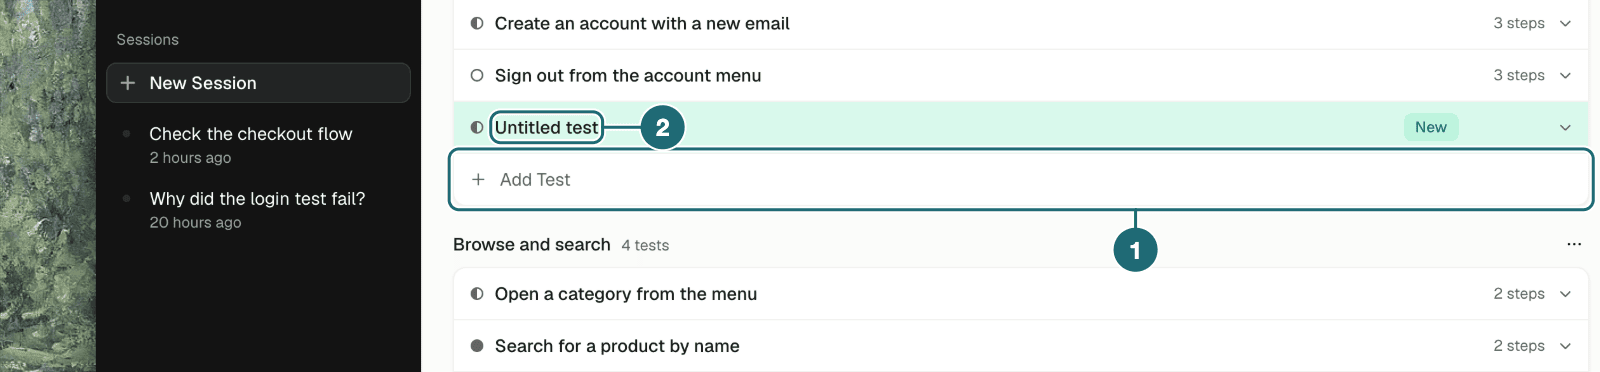 Sessions
New Session
Check the checkout flow
2 hours ago
Why did the login test fail?
20 hours ago
Create an account with a new email
3 steps
Sign out from the account menu
3 steps
Untitled test
2
New
Add Test
1
Browse and search 4 tests
Open a category from the menu
2 steps
Search for a product by name
2 steps